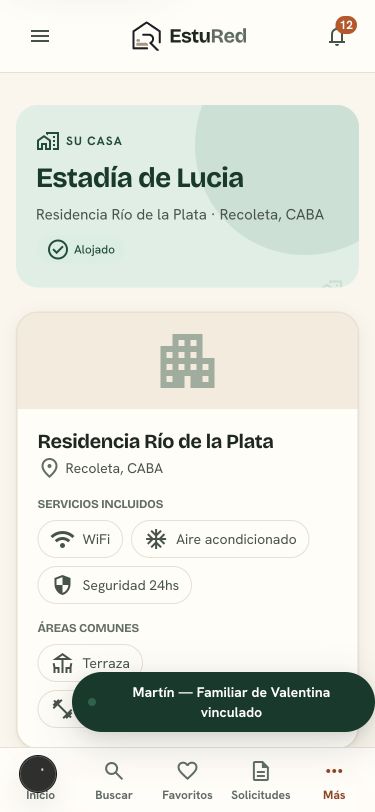 EstuRed
12
SU CASA
Estadía de Lucia
Residencia Río de la Plata · Recoleta, CABA
Alojado
Residencia Río de la Plata
Recoleta, CABA
SERVICIOS INCLUIDOS
WiFi
Aire acondicionado
Seguridad 24hs
ÁREAS COMUNES
Terraza
Martín — Familiar de Valentina
vinculado
Inicio
Buscar
Favoritos
Solicitudes
Más